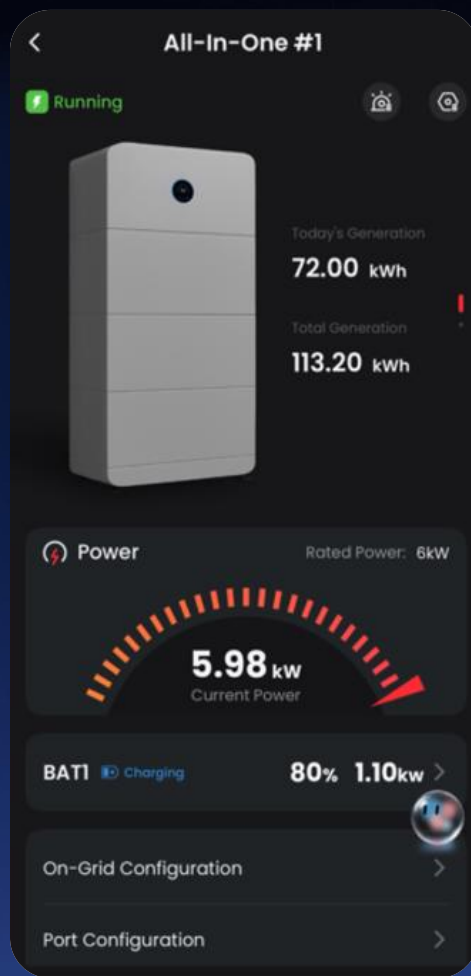 All-In-One #1
Running
Today's Generation
72.00 kWh
Total Generation
113.20 kWh
Power
Rated Power: 6kW
5.98 kW
Current Power
BAT1 Charging 80% 1.10kw
On-Grid Configuration
Port Configuration